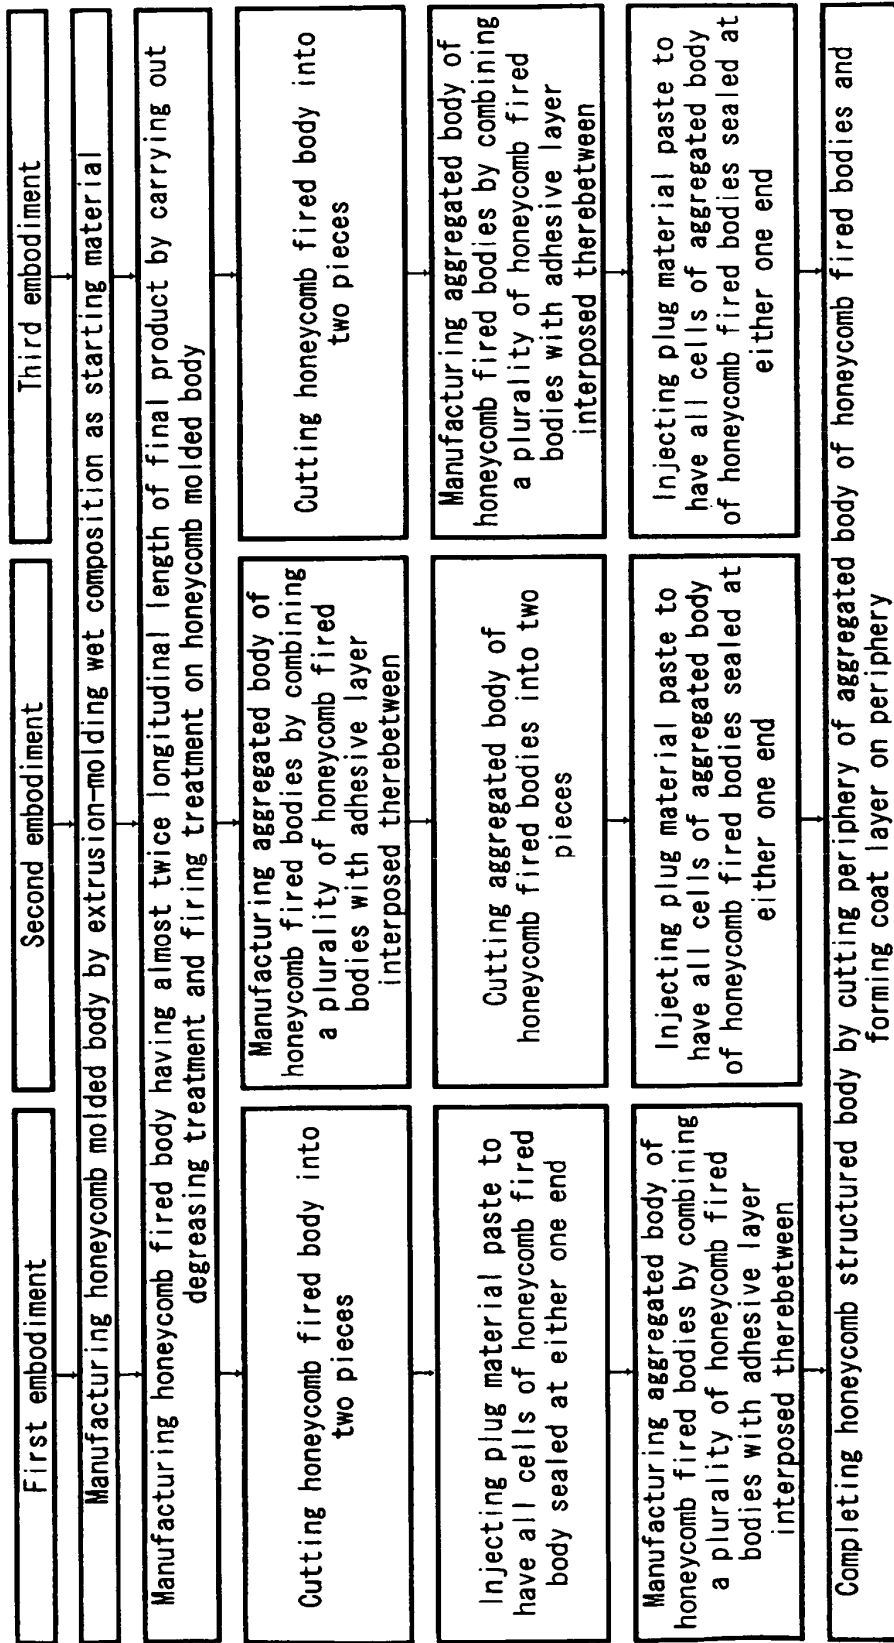 First embodiment
Second embodiment
Third embodiment
Manufacturing honeycomb molded body by extrusion-molding wet composition as starting material
Manufacturing honeycomb fired body having almost twice longitudinal length of final product by carrying out
degreasing treatment and firing treatment on honeycomb molded body
Cutting honeycomb fired body into
two pieces
Manufacturing aggregated body of
honeycomb fired bodies by combining
a plurality of honeycomb fired
bodies with adhesive layer
interposed therebetween
Cutting honeycomb fired body into
two pieces
Injecting plug material paste to
have all cells of honeycomb fired
body sealed at either one end
Cutting aggregated body of
honeycomb fired bodies into two
pieces
Manufacturing aggregated body of
honeycomb fired bodies by combining
a plurality of honeycomb fired
bodies with adhesive layer
interposed therebetween
Manufacturing aggregated body of
honeycomb fired bodies by combining
a plurality of honeycomb fired
bodies with adhesive layer
interposed therebetween
Injecting plug material paste to
have all cells of aggregated body
of honeycomb fired bodies sealed at
either one end
Injecting plug material paste to
have all cells of aggregated body
of honeycomb fired bodies sealed at
either one end
Completing honeycomb structured body by cutting periphery of aggregated body of honeycomb fired bodies and
forming coat layer on periphery